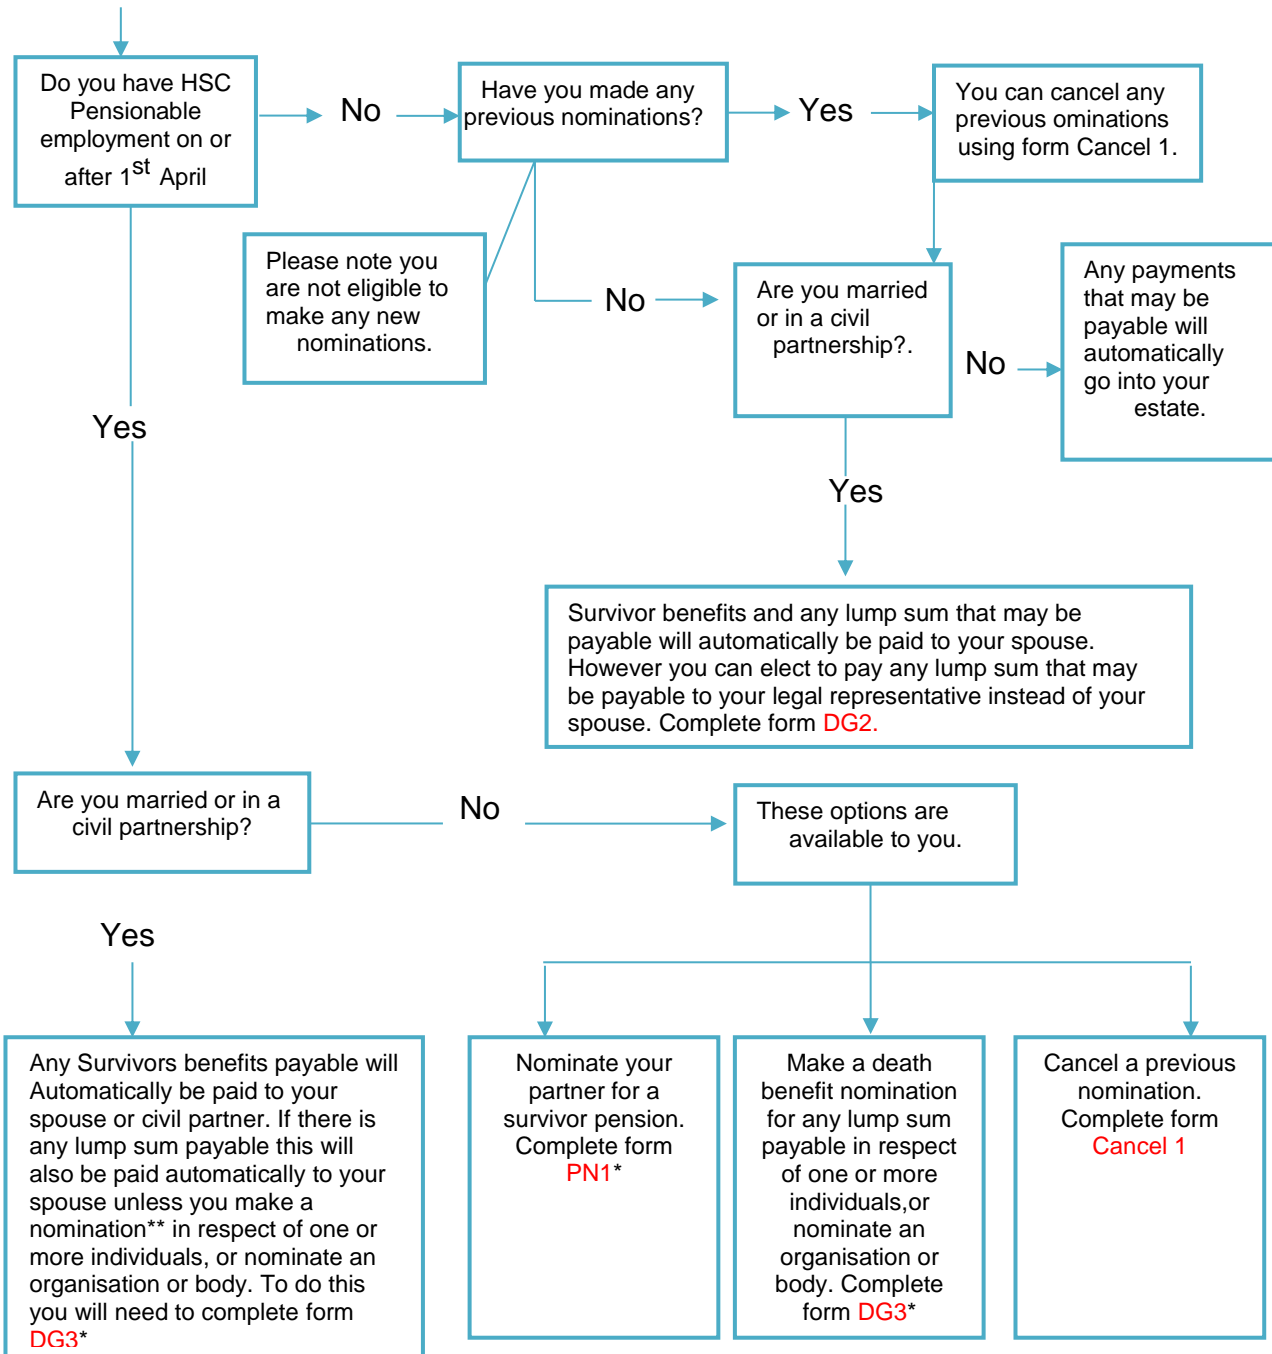 Do you have HSC
Pensionable
employment on or
after 1st April
No
Have you made any
previous nominations?
Yes
You can cancel any
previous ominations
using form Cancel 1.
Please note you
are not eligible to
make any new
nominations.
No
Are you married
or in a civil
partnership?.
No
Any payments
that may be
payable will
automatically
go into your
estate.
Yes
Yes
Survivor benefits and any lump sum that may be
payable will automatically be paid to your spouse.
However you can elect to pay any lump sum that may
be payable to your legal representative instead of your
spouse. Complete form DG2.
Are you married or in a
civil partnership?
No
These options are
available to you.
Yes
Any Survivors benefits payable will
Automatically be paid to your
spouse or civil partner. If there is
any lump sum payable this will
also be paid automatically to your
spouse unless you make a
nomination** in respect of one or
more individuals, or nominate an
organisation or body. To do this
you will need to complete form
DG3*
Nominate your
partner for a
survivor pension.
Complete form
PN1*
Make a death
benefit nomination
for any lump sum
payable in respect
of one or more
individuals,or
nominate an
organisation or
body. Complete
form DG3*
Cancel a previous
nomination.
Complete form
Cancel 1